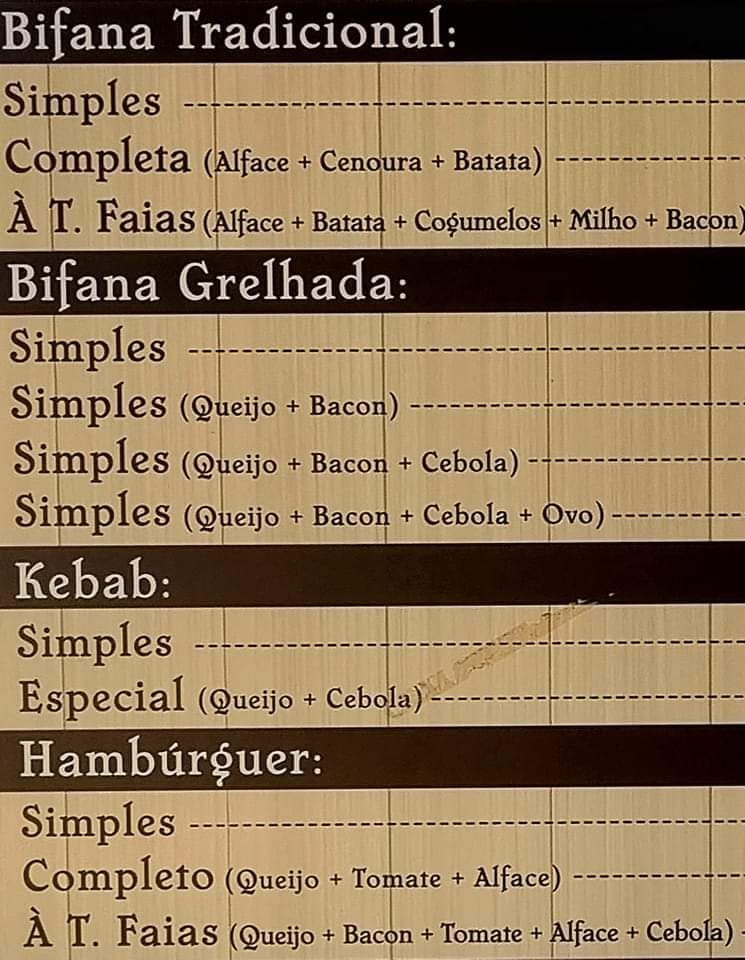 Bifana Tradicional:
Simples --------------------
Completa (Alface + Cenoura + Batata) ------------
À T. Faias (Alface + Batata + Cogumelos + Milho + Bacon)
Bifana Grelhada:
Simples --------------------
Simples (Queijo + Bacon) --------------------
Simples (Queijo + Bacon + Cebola) --------------
Simples (Queijo + Bacon + Cebola + Ovo) ---------
Kebab:
Simples --------------------
Especial (Queijo + Cebola) --------------------
Hambúrguer:
Simples --------------------
Completo (Queijo + Tomate + Alface) ------------
À T. Faias (Queijo + Bacon + Tomate + Alface + Cebola) -